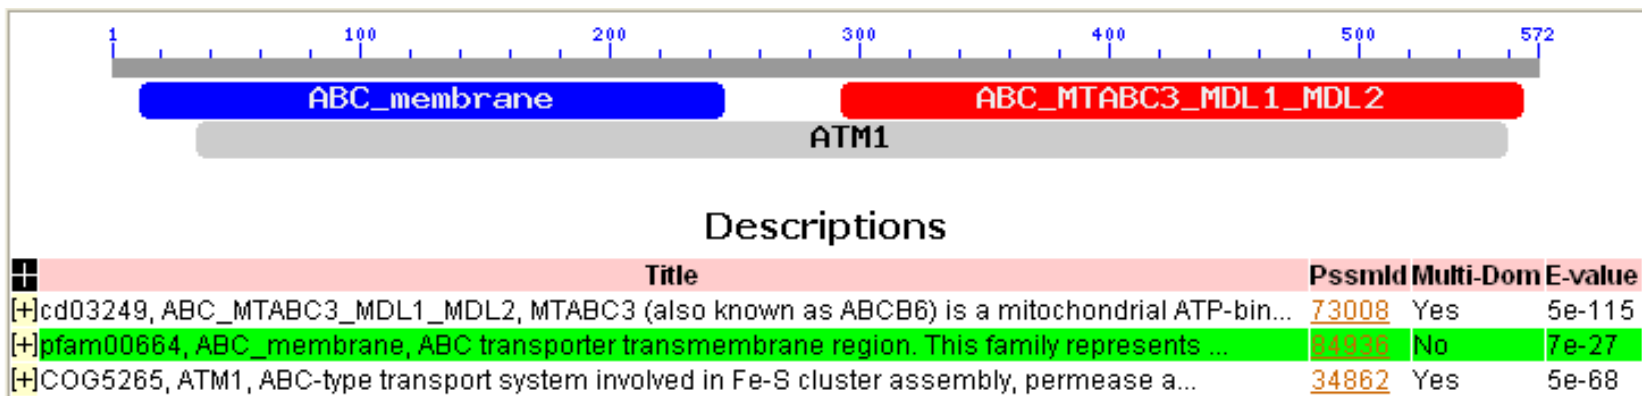 1 100 200 300 400 500 572
ABC_membrane ABC_MTABC3_MDL1_MDL2
ATM1
Descriptions
Title PssmId Multi-Dom E-value
[+]cd03249, ABC_MTABC3_MDL1_MDL2, MTABC3 (also known as ABCB6) is a mitochondrial ATP-bin... 73008 Yes 5e-115
[+]pfam00664, ABC_membrane, ABC transporter transmembrane region. This family represents ... 84936 No 7e-27
[+]COG5265, ATM1, ABC-type transport system involved in Fe-S cluster assembly, permease a... 34862 Yes 5e-68